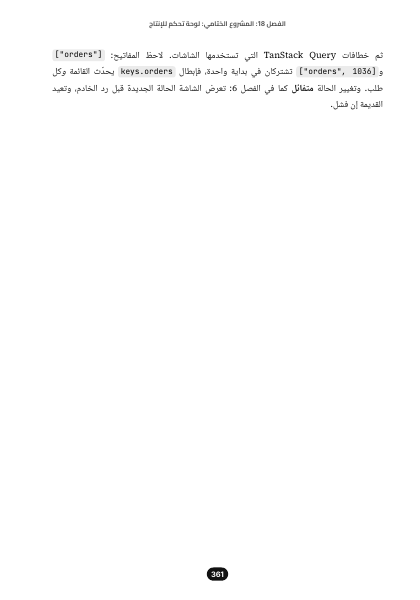 الفصل 18: المشروع الختامي: لوحة تحكم للإنتاج
ثم خطافات TanStack Query التي تستخدمها الشاشات. لاحظ المفاتيح: ["orders"]
و ["orders", 1036] تشتركان في بداية واحدة، فإبطال keys.orders يحدّث القائمة وكل
طلب. وتغيير الحالة متفائل كما في الفصل 6: تعرض الشاشة الحالة الجديدة قبل رد الخادم، وتعيد
القديمة إن فشل.
361